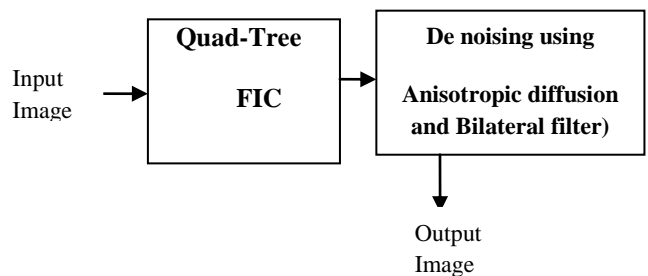 Input
Image
Quad-Tree
FIC
De noising using
Anisotropic diffusion
and Bilateral filter)
Output
Image